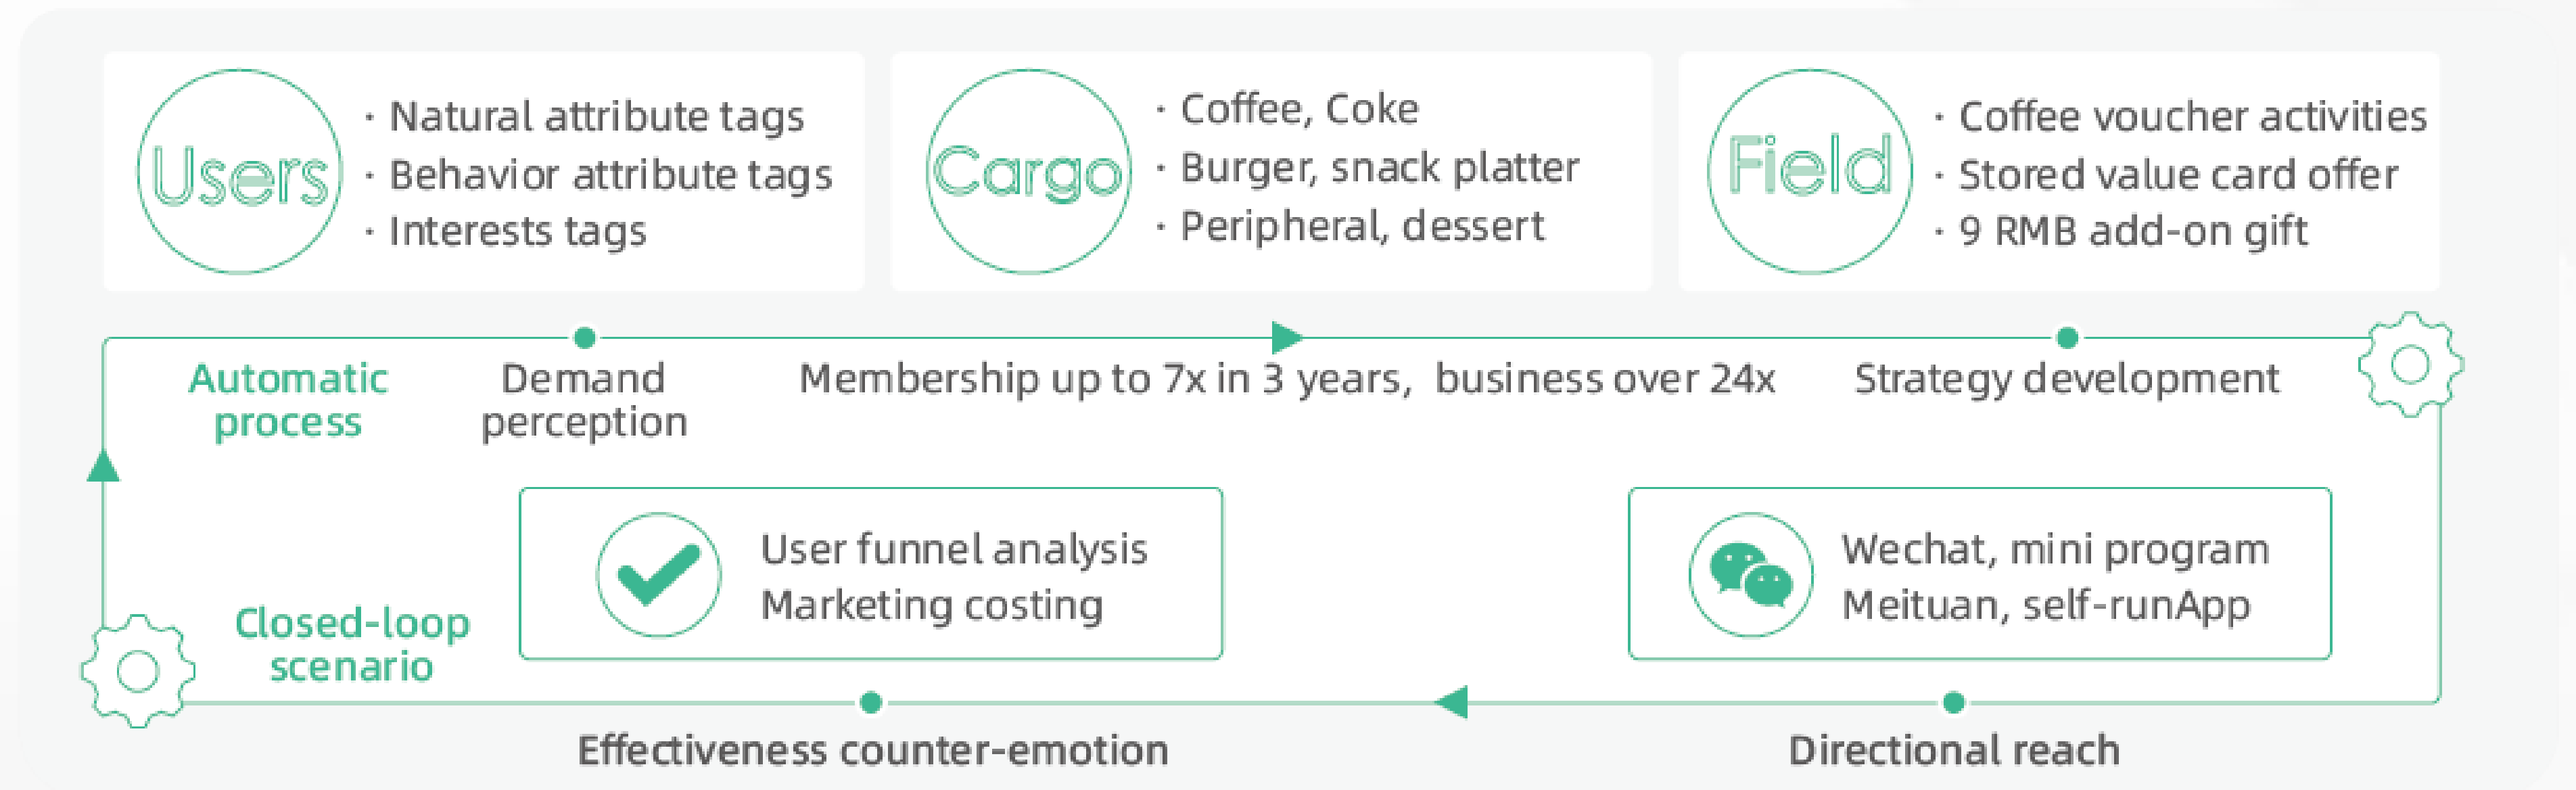 Users
· Natural attribute tags
· Behavior attribute tags
· Interests tags
Cargo
· Coffee, Coke
· Burger, snack platter
· Peripheral, dessert
Field
· Coffee voucher activities
· Stored value card offer
· 9 RMB add-on gift
Automatic
process
Demand
perception
Membership up to 7x in 3 years, business over 24x
Strategy development
User funnel analysis
Marketing costing
Wechat, mini program
Meituan, self-runApp
Closed-loop
scenario
Effectiveness counter-emotion
Directional reach